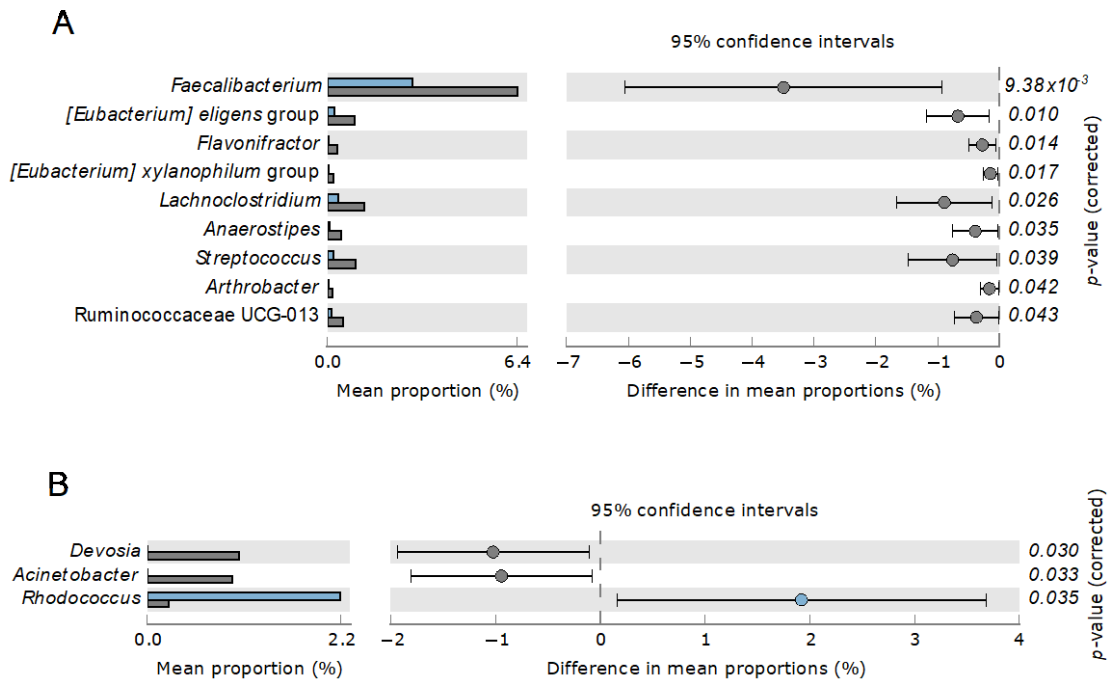 A
95% confidence intervals
Faecalibacterium
9.38x10⁻³
[Eubacterium] eligens group
0.010
Flavonifractor
0.014
[Eubacterium] xylanophilum group
0.017
Lachnoclostridium
0.026
Anaerostipes
0.035
Streptococcus
0.039
Arthrobacter
0.042
Ruminococcaceae UCG-013
0.043
p-value (corrected)
0.0 6.4
−7 −6 −5 −4 −3 −2 −1 0
Mean proportion (%)
Difference in mean proportions (%)
B
95% confidence intervals
Devosia
0.030
Acinetobacter
0.033
Rhodococcus
0.035
p-value (corrected)
0.0 2.2
−2 −1 0 1 2 3 4
Mean proportion (%)
Difference in mean proportions (%)